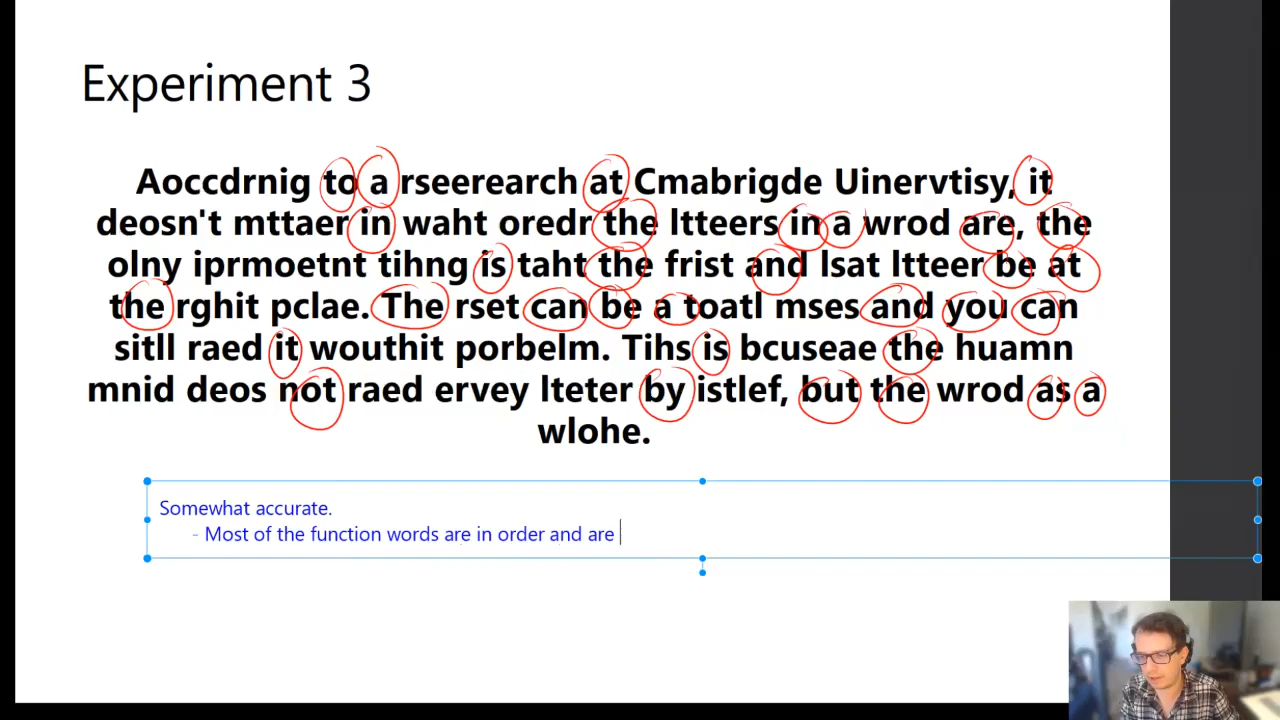 Experiment 3
Aoccdrnig to a rseerearch at Cmabrigde Uinervtisy, it
deosn't mttaer in waht oredr the ltteers in a wrod are, the
olny iprmoetnt tihng is taht the frist and lsat ltteer be at
the rghit pclae. The rset can be a toatl mses and you can
sitll raed it wouthit porbelm. Tihs is bcuseae the huamn
mnid deos not raed ervey lteter by istlef, but the wrod as a
wlohe.
Somewhat accurate.
- Most of the function words are in order and are